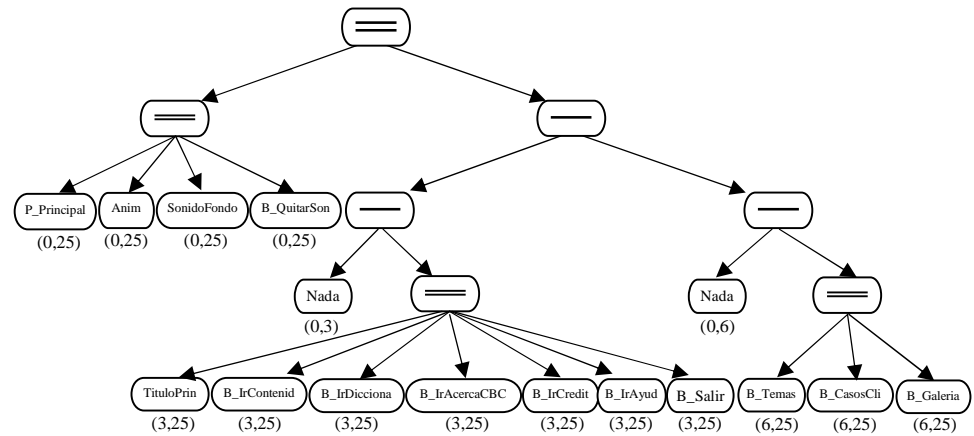 P_Principal
Anim
SonidoFondo
B_QuitarSon
(0,25)
(0,25)
(0,25)
(0,25)
Nada
Nada
(0,3)
(0,6)
TituloPrin
B_IrContenid
B_IrDicciona
B_IrAcercaCBC
B_IrCredit
B_IrAyud
B_Salir
B_Temas
B_CasosCli
B_Galeria
(3,25)
(3,25)
(3,25)
(3,25)
(3,25)
(3,25)
(3,25)
(6,25)
(6,25)
(6,25)